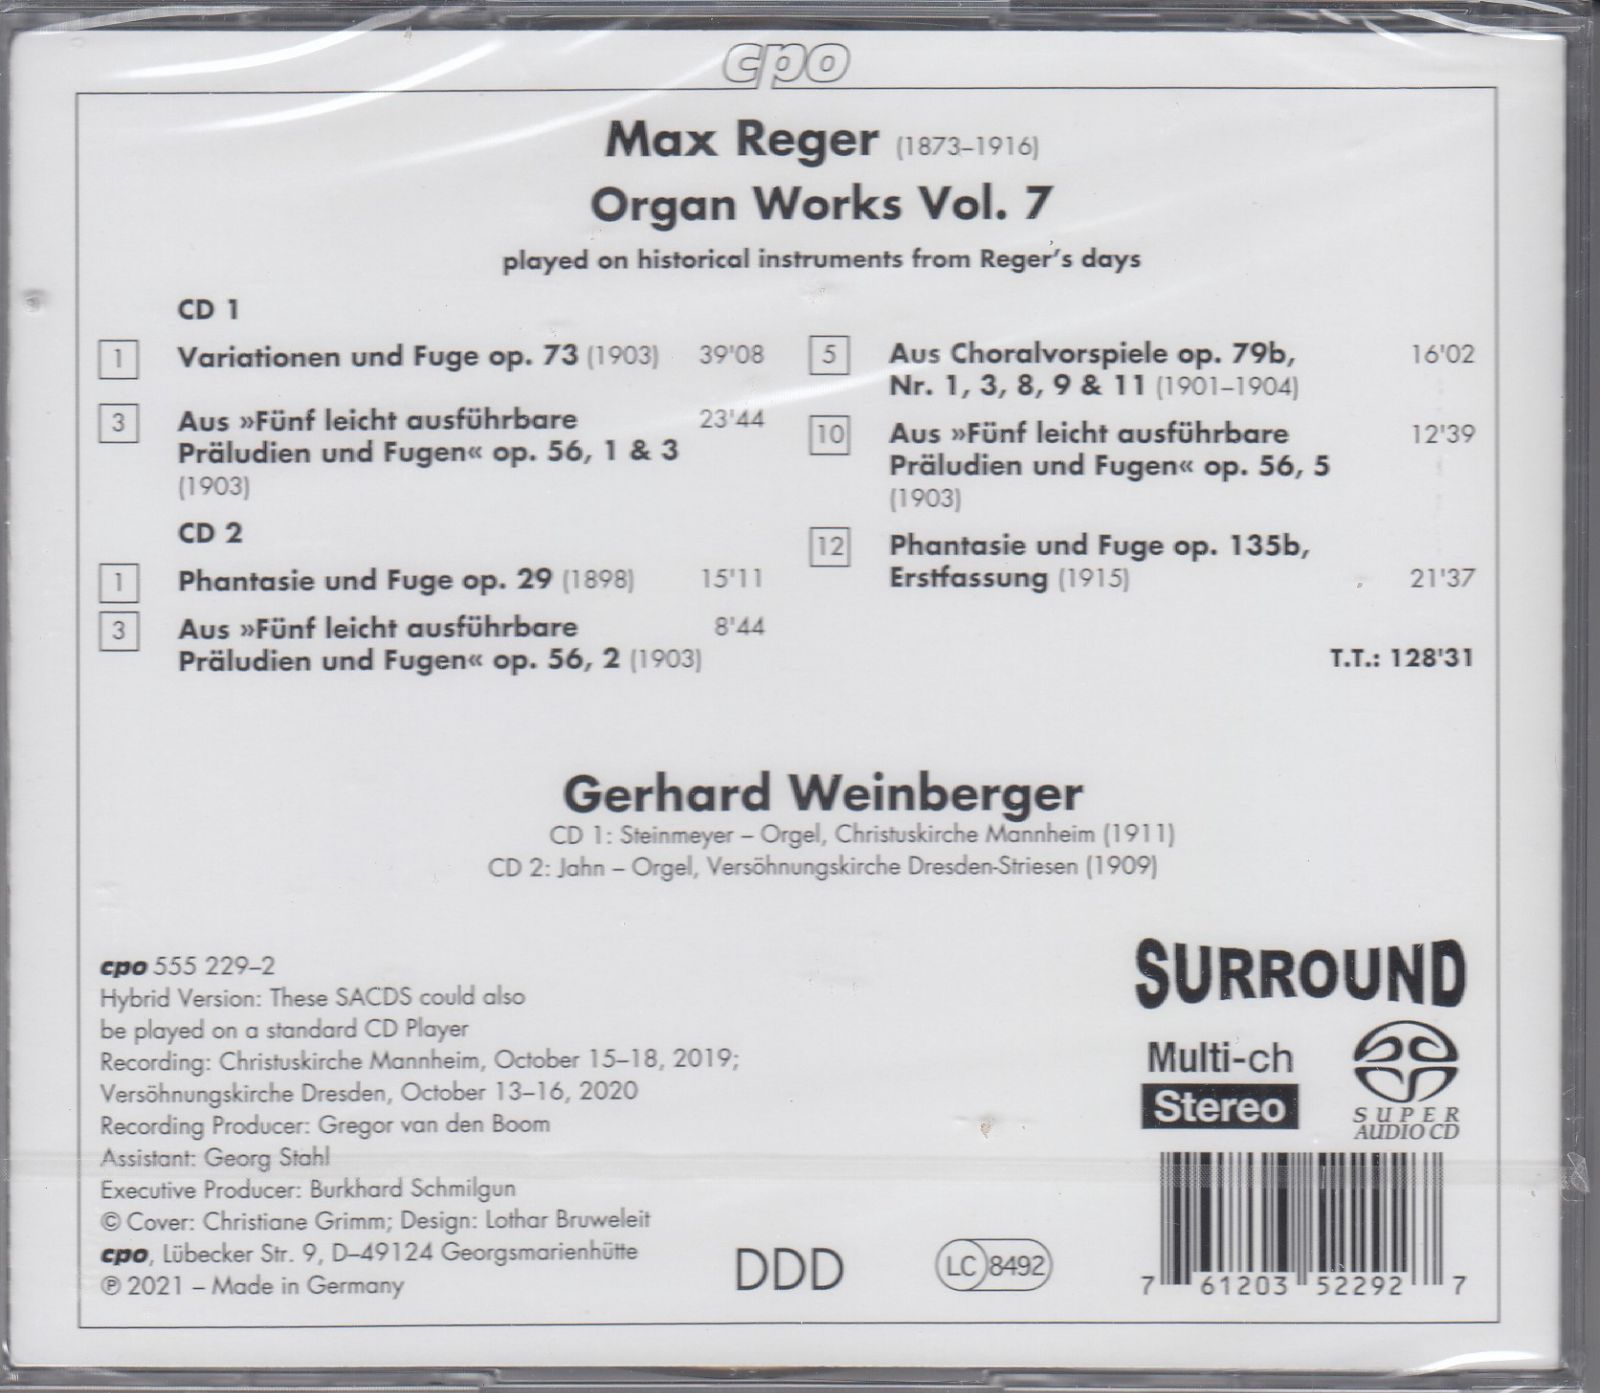 cpo
Max Reger (1873–1916)
Organ Works Vol. 7
played on historical instruments from Reger's days
CD 1
1 Variationen und Fuge op. 73 (1903) 39'08
3 Aus »Fünf leicht ausführbare 23'44
Präludien und Fugen« op. 56, 1 & 3
(1903)
CD 2
1 Phantasie und Fuge op. 29 (1898) 15'11
3 Aus »Fünf leicht ausführbare 8'44
Präludien und Fugen« op. 56, 2 (1903)
5 Aus Choralvorspiele op. 79b, 16'02
Nr. 1, 3, 8, 9 & 11 (1901–1904)
10 Aus »Fünf leicht ausführbare 12'39
Präludien und Fugen« op. 56, 5
(1903)
12 Phantasie und Fuge op. 135b,
Erstfassung (1915) 21'37
T.T.: 128'31
Gerhard Weinberger
CD 1: Steinmeyer – Orgel, Christuskirche Mannheim (1911)
CD 2: Jahn – Orgel, Versöhnungskirche Dresden-Striesen (1909)
cpo 555 229–2
Hybrid Version: These SACDS could also
be played on a standard CD Player
Recording: Christuskirche Mannheim, October 15–18, 2019;
Versöhnungskirche Dresden, October 13–16, 2020
Recording Producer: Gregor van den Boom
Assistant: Georg Stahl
Executive Producer: Burkhard Schmilgun
© Cover: Christiane Grimm; Design: Lothar Bruweleit
cpo, Lübecker Str. 9, D–49124 Georgsmarienhütte
℗ 2021 – Made in Germany
DDD
LC 8492
SURROUND
Multi-ch
Stereo
SUPER
AUDIO CD
7 61203 52292 7